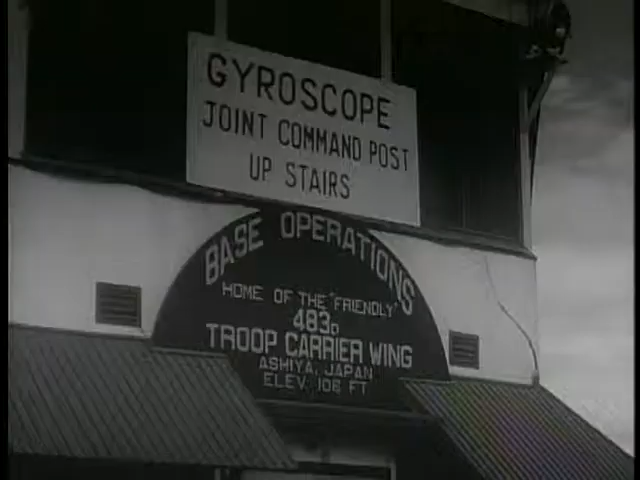 GYROSCOPE
JOINT COMMAND POST
UP STAIRS
BASE OPERATIONS
HOME OF THE "FRIENDLY"
483D
TROOP CARRIER WING
ASHIYA, JAPAN
ELEV. 106 FT